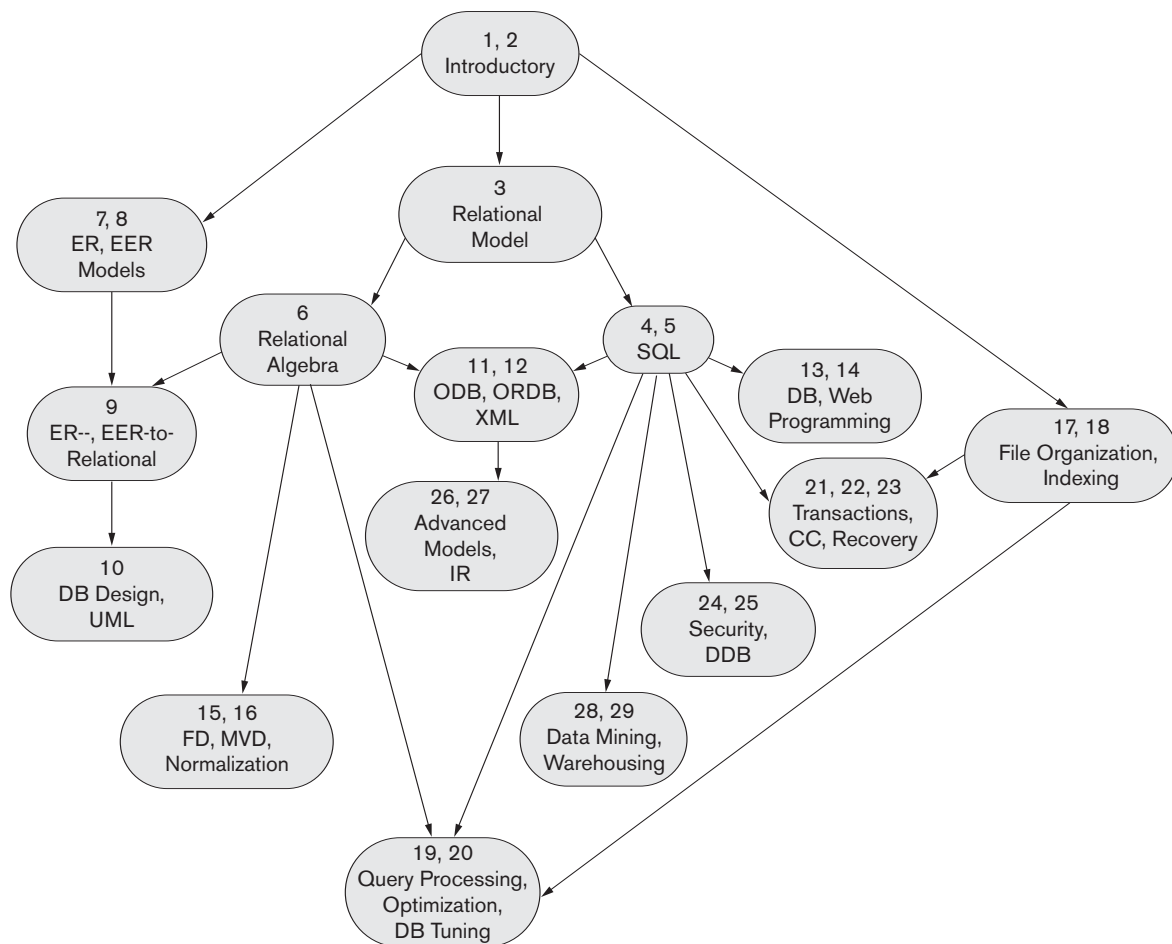 1, 2
Introductory
3
Relational
Model
7, 8
ER, EER
Models
6
Relational
Algebra
4, 5
SQL
11, 12
ODB, ORDB,
XML
13, 14
DB, Web
Programming
9
ER--, EER-to-
Relational
17, 18
File Organization,
Indexing
21, 22, 23
Transactions,
CC, Recovery
26, 27
Advanced
Models,
IR
10
DB Design,
UML
24, 25
Security,
DDB
15, 16
FD, MVD,
Normalization
28, 29
Data Mining,
Warehousing
19, 20
Query Processing,
Optimization,
DB Tuning